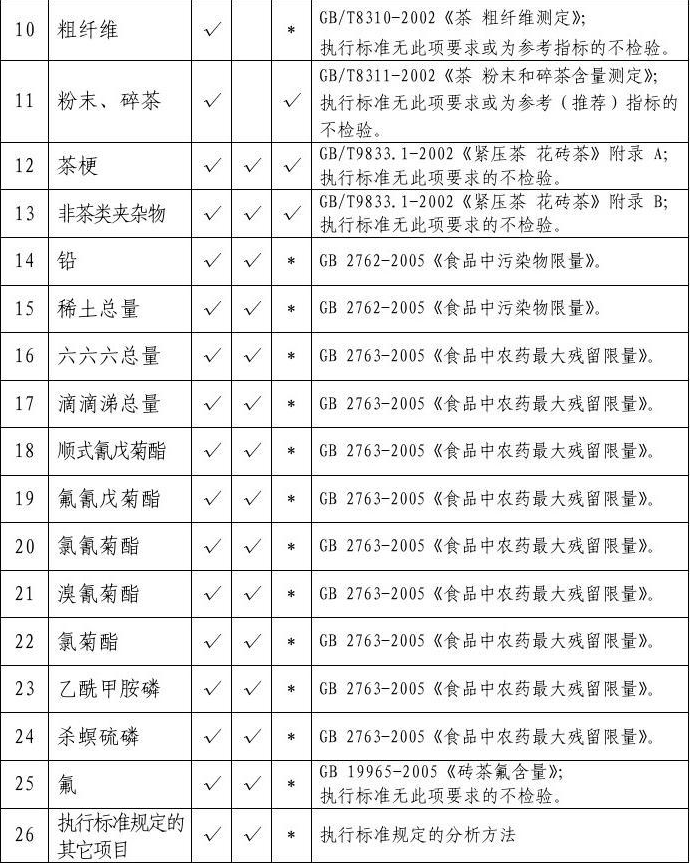 10 粗纤维 √ * GB/T8310-2002《茶 粗纤维测定》;
执行标准无此项要求或为参考指标的不检验。
11 粉末、碎茶 √ √ GB/T8311-2002《茶 粉末和碎茶含量测定》;
执行标准无此项要求或为参考(推荐)指标的
不检验。
12 茶梗 √ √ √ GB/T9833.1-2002《紧压茶 花砖茶》附录 A;
执行标准无此项要求的不检验。
13 非茶类夹杂物 √ √ √ GB/T9833.1-2002《紧压茶 花砖茶》附录 B;
执行标准无此项要求的不检验。
14 铅 √ √ * GB 2762-2005《食品中污染物限量》。
15 稀土总量 √ √ * GB 2762-2005《食品中污染物限量》。
16 六六六总量 √ √ * GB 2763-2005《食品中农药最大残留限量》。
17 滴滴涕总量 √ √ * GB 2763-2005《食品中农药最大残留限量》。
18 顺式氰戊菊酯 √ √ * GB 2763-2005《食品中农药最大残留限量》。
19 氟氰戊菊酯 √ √ * GB 2763-2005《食品中农药最大残留限量》。
20 氯氰菊酯 √ √ * GB 2763-2005《食品中农药最大残留限量》。
21 溴氰菊酯 √ √ * GB 2763-2005《食品中农药最大残留限量》。
22 氯菊酯 √ √ * GB 2763-2005《食品中农药最大残留限量》。
23 乙酰甲胺磷 √ √ * GB 2763-2005《食品中农药最大残留限量》。
24 杀螟硫磷 √ √ * GB 2763-2005《食品中农药最大残留限量》。
25 氟 √ √ * GB 19965-2005《砖茶氟含量》;
执行标准无此项要求的不检验。
26 执行标准规定的
其它项目 √ √ * 执行标准规定的分析方法